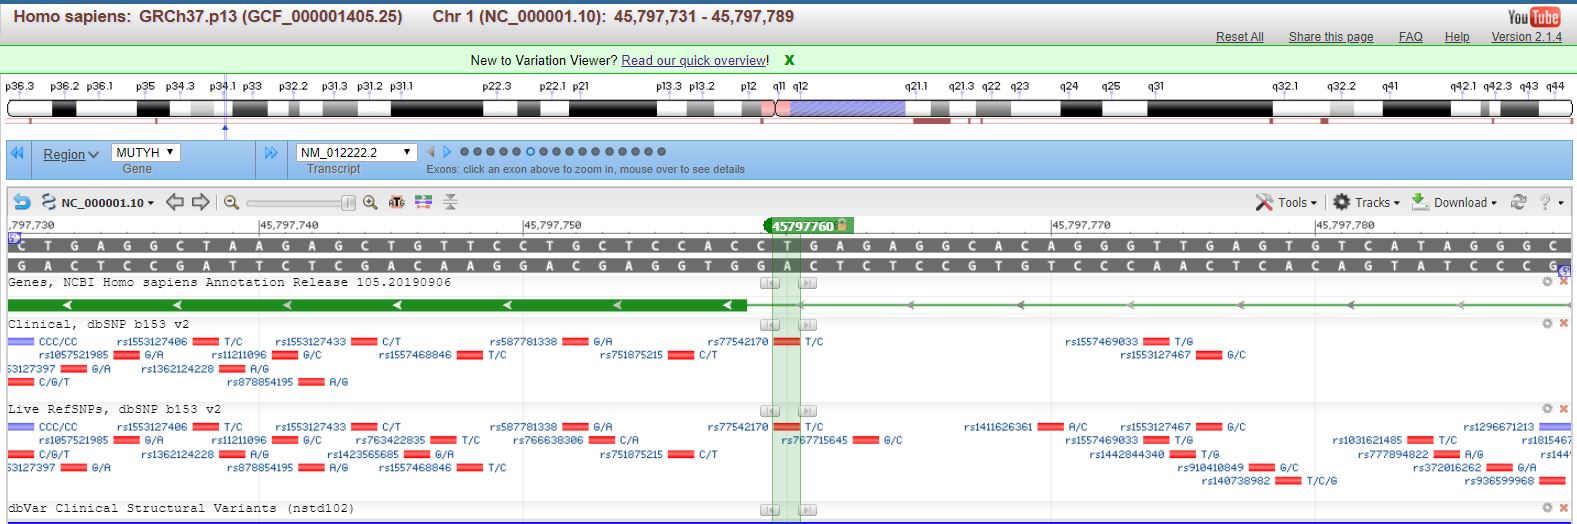 Homo sapiens: GRCh37.p13 (GCF_000001405.25) Chr 1 (NC_000001.10): 45,797,731 - 45,797,789
YouTube
Reset All Share this page FAQ Help Version 2.1.4
New to Variation Viewer? Read our quick overview! X
p36.3 p36.2 p36.1 p35 p34.3 p34.1 p33 p32.2 p31.3 p31.2 p31.1 p22.3 p22.1 p21 p13.3 p13.2 p12 q11 q12 q21.1 q21.3 q22 q23 q24 q25 q31 q32.1 q32.2 q41 q42.1 q42.3 q43 q44
Region MUTYH NM_012222.2
Gene Transcript Exons: click an exon above to zoom in, mouse over to see details
NC_000001.10 ATG Tools Tracks Download ?
,797,730 45,797,740 45,797,750 45797760 45,797,770 45,797,780
5'
C T G A G G C T A A G A G C T G T T C C T G C T C C A C C T G A G A G G C A C A G G G T T G A G T G T C A T A G G G C
G A C T C C G A T T C T C G A C A A G G A C G A G G T G G A C T C T C C G T G T C C C A A C T C A C A G T A T C C C G
5'
Genes, NCBI Homo sapiens Annotation Release 105.20190906
Clinical, dbSNP b153 v2
CCC/CC rs1553127406 T/C rs1553127433 C/T rs587781338 G/A rs77542170 T/C rs1557469033 T/G
rs1057521985 G/A rs11211096 G/C rs1557468846 T/C rs751875215 C/T rs1553127467 G/C
53127397 G/A rs1362124228 A/G
C/G/T rs878854195 A/G
Live RefSNPs, dbSNP b153 v2
CCC/CC rs1553127406 T/C rs1553127433 C/T rs587781338 G/A rs77542170 T/C rs1411626361 A/C rs1553127467 G/C rs1296671213
rs1057521985 G/A rs11211096 G/C rs763422835 T/C rs766638306 C/A rs767715645 G/C rs1557469033 T/G rs1031621485 T/C rs1815467
C/G/T rs1362124228 A/G rs1423565685 G/A rs751875215 C/T rs1442844340 T/G rs777894822 A/G rs144
53127397 G/A rs878854195 A/G rs1557468846 T/C rs910410849 G/C rs372016262 G/A
rs140738982 T/C/G rs936599968
dbVar Clinical Structural Variants (nstd102)